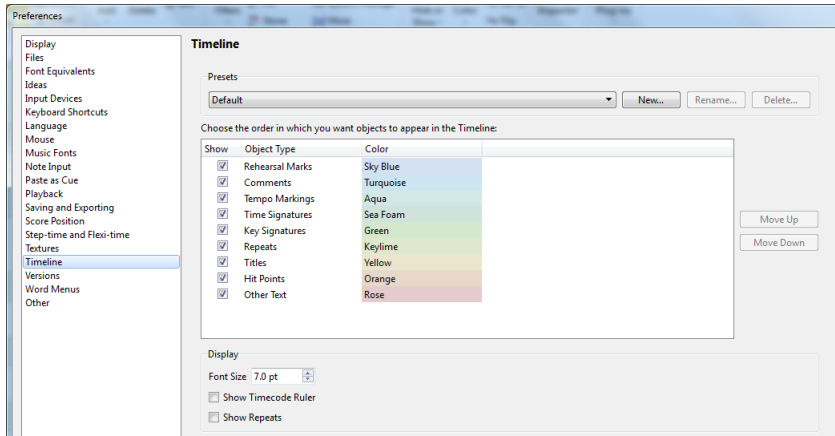 Preferences
Display
Files
Font Equivalents
Ideas
Input Devices
Keyboard Shortcuts
Language
Mouse
Music Fonts
Note Input
Paste as Cue
Playback
Saving and Exporting
Score Position
Step-time and Flexi-time
Textures
Timeline
Versions
Word Menus
Other
Timeline
Presets
Default New... Rename... Delete...
Choose the order in which you want objects to appear in the Timeline:
Show Object Type Color
Rehearsal Marks Sky Blue
Comments Turquoise
Tempo Markings Aqua
Time Signatures Sea Foam
Key Signatures Green
Repeats Keylime
Titles Yellow
Hit Points Orange
Other Text Rose
Move Up
Move Down
Display
Font Size 7.0 pt
Show Timecode Ruler
Show Repeats